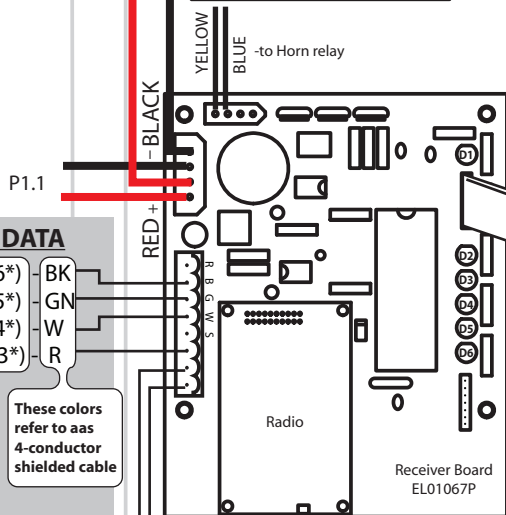 YELLOW
BLUE
-to Horn relay
– BLACK
RED +
P1.1
D1
DATA
6*) - BK
5*) - GN
4*) - W
3*) - R
R
B
G
W
S
D2
D3
D4
D5
D6
These colors
refer to aas
4-conductor
shielded cable
Radio
Receiver Board
EL01067P